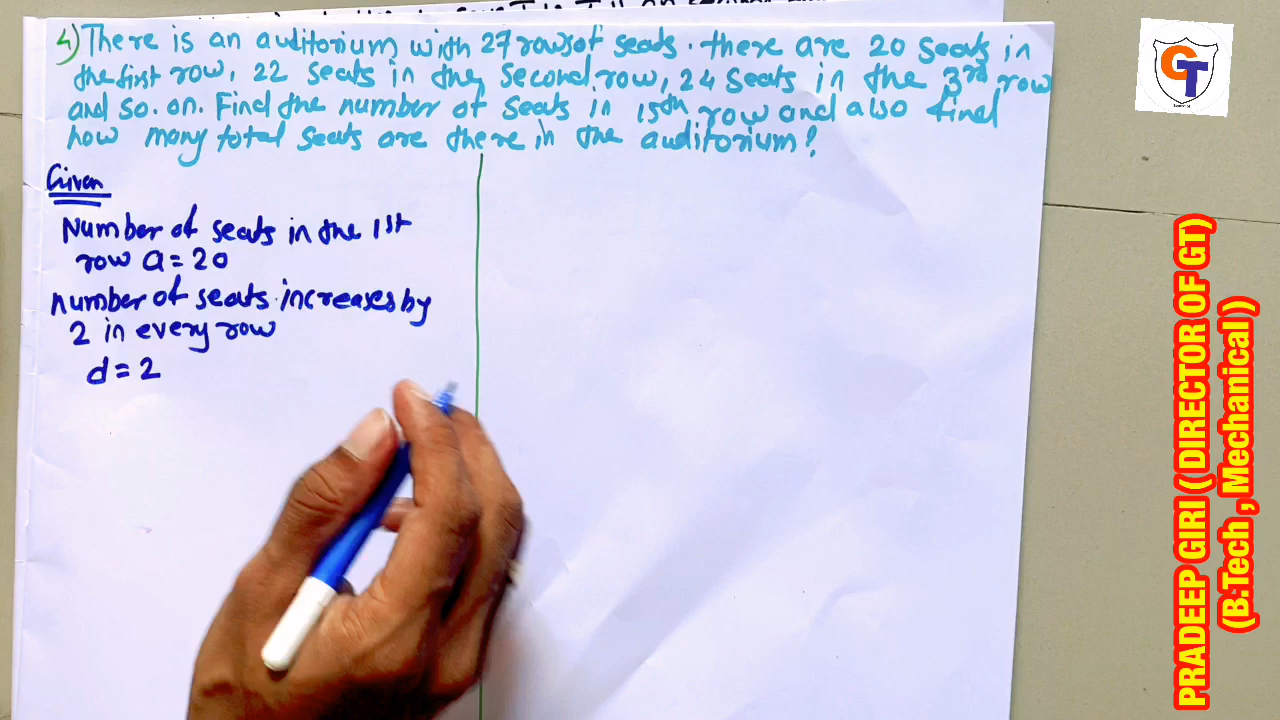 4) There is an auditorium with 27 rows of seats. there are 20 seats in
the first row, 22 seats in the second row, 24 seats in the 3rd row
and so. on. Find the number of seats in 15th row and also find
how many total seats are there in the auditorium?
Given
Number of seats in the 1st
row a = 20
number of seats increases by
2 in every row
d = 2
GT
PRADEEP GIRI ( DIRECTOR OF GT)
(B.Tech , Mechanical )